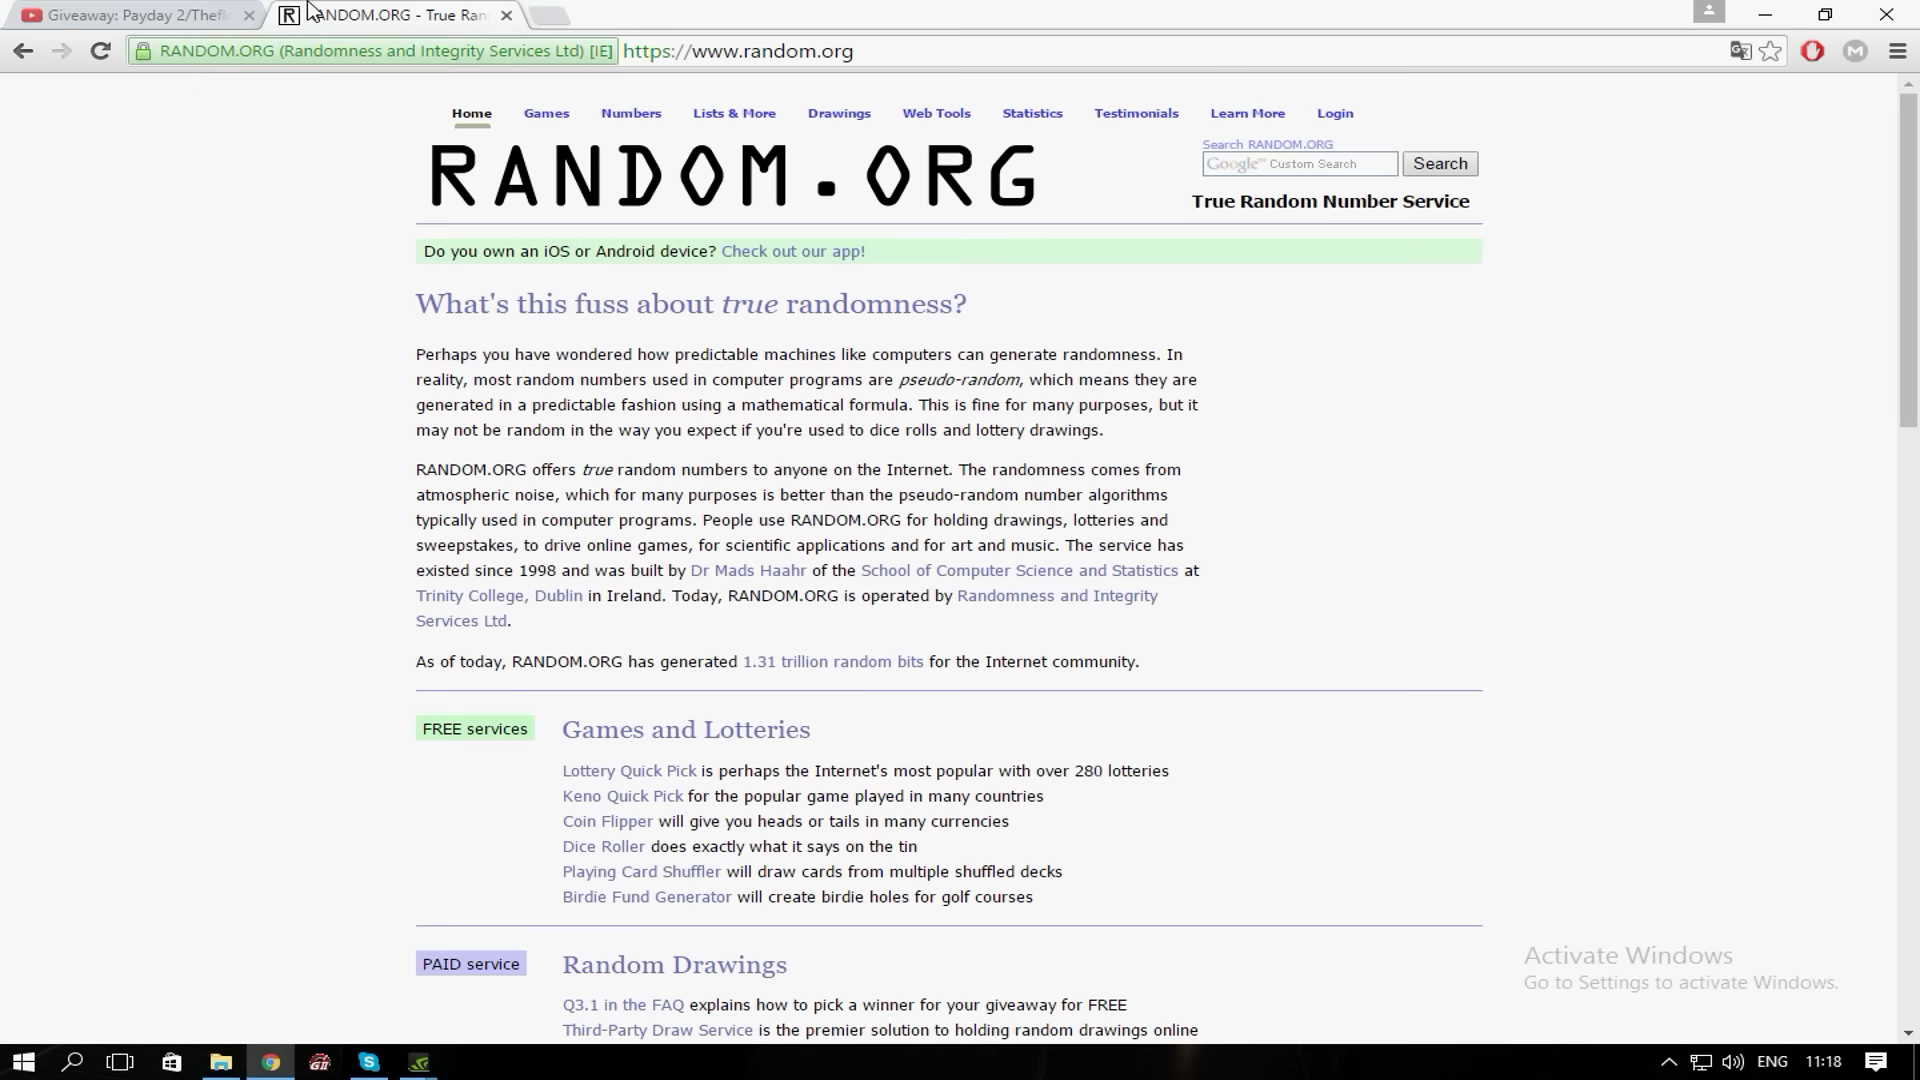 Giveaway: Payday 2/Thefl
RANDOM.ORG - True Ran
RANDOM.ORG (Randomness and Integrity Services Ltd) [IE] https://www.random.org
Home Games Numbers Lists & More Drawings Web Tools Statistics Testimonials Learn More Login
RANDOM.ORG
Search RANDOM.ORG
Google™ Custom Search Search
True Random Number Service
Do you own an iOS or Android device? Check out our app!
What's this fuss about true randomness?
Perhaps you have wondered how predictable machines like computers can generate randomness. In
reality, most random numbers used in computer programs are pseudo-random, which means they are
generated in a predictable fashion using a mathematical formula. This is fine for many purposes, but it
may not be random in the way you expect if you're used to dice rolls and lottery drawings.
RANDOM.ORG offers true random numbers to anyone on the Internet. The randomness comes from
atmospheric noise, which for many purposes is better than the pseudo-random number algorithms
typically used in computer programs. People use RANDOM.ORG for holding drawings, lotteries and
sweepstakes, to drive online games, for scientific applications and for art and music. The service has
existed since 1998 and was built by Dr Mads Haahr of the School of Computer Science and Statistics at
Trinity College, Dublin in Ireland. Today, RANDOM.ORG is operated by Randomness and Integrity
Services Ltd.
As of today, RANDOM.ORG has generated 1.31 trillion random bits for the Internet community.
FREE services
Games and Lotteries
Lottery Quick Pick is perhaps the Internet's most popular with over 280 lotteries
Keno Quick Pick for the popular game played in many countries
Coin Flipper will give you heads or tails in many currencies
Dice Roller does exactly what it says on the tin
Playing Card Shuffler will draw cards from multiple shuffled decks
Birdie Fund Generator will create birdie holes for golf courses
PAID service
Random Drawings
Q3.1 in the FAQ explains how to pick a winner for your giveaway for FREE
Third-Party Draw Service is the premier solution to holding random drawings online
Activate Windows
Go to Settings to activate Windows.
ENG 11:18